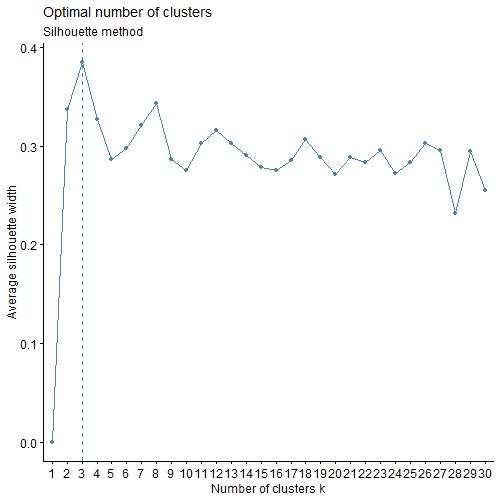 Optimal number of clusters
Silhouette method
0.4
0.3
0.2
0.1
0.0
Average silhouette width
1 2 3 4 5 6 7 8 9 10 11 12 13 14 15 16 17 18 19 20 21 22 23 24 25 26 27 28 29 30
Number of clusters k